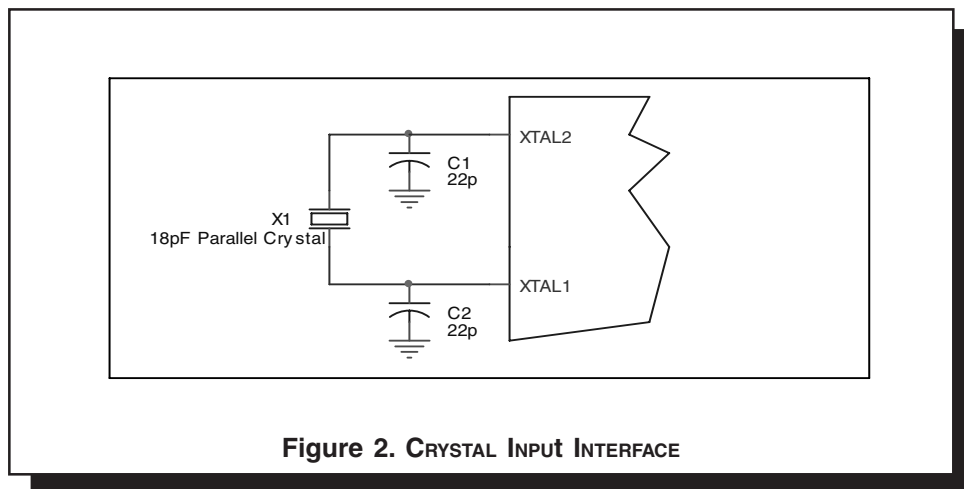 XTAL2
C1
22p
X1
18pF Parallel Crystal
XTAL1
C2
22p
Figure 2. CRYSTAL INPUt INTERFACE